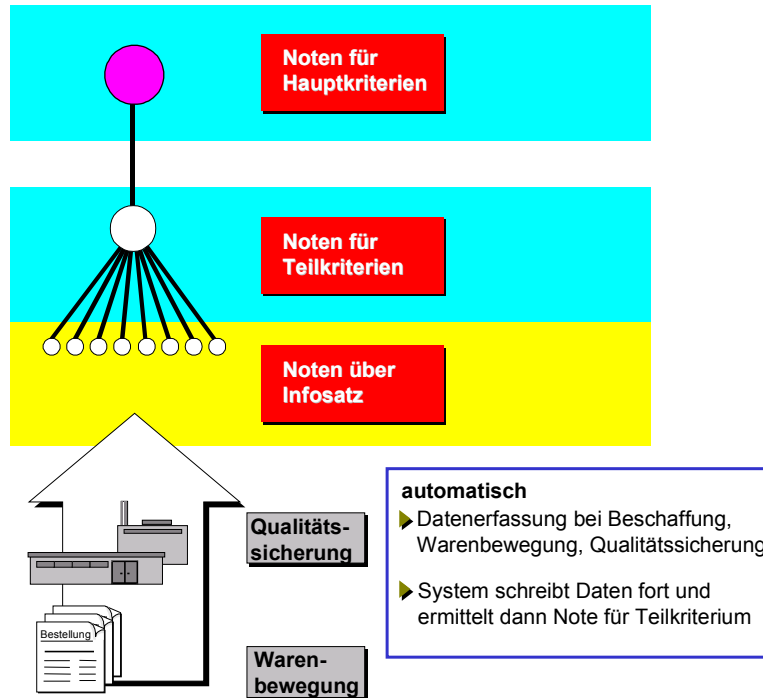 Noten für
Hauptkriterien
Noten für
Teilkriterien
Noten über
Infosatz
Qualitäts-
sicherung
Bestellung
Waren-
bewegung
automatisch
Datenerfassung bei Beschaffung,
Warenbewegung, Qualitätssicherung
System schreibt Daten fort und
ermittelt dann Note für Teilkriterium